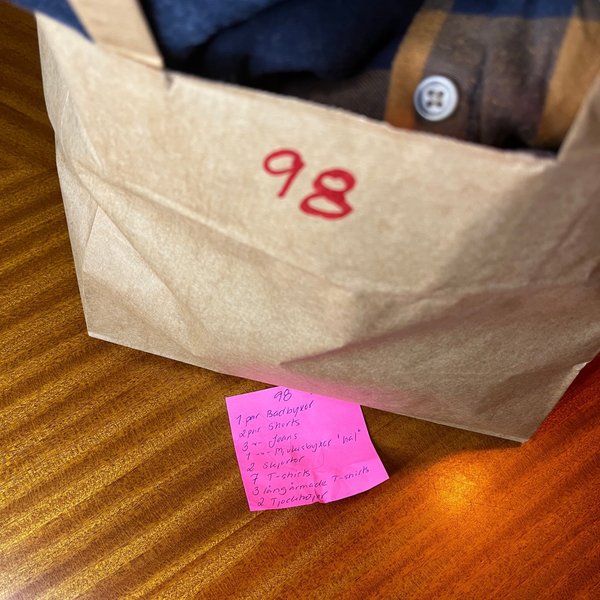 98
98
1 par Badbyxor
2 par Shorts
3 -"- Jeans
1 -"- Mjukisbyxor "hål"
2 Skjortor
7 T-shirts
3 långärmade T-shirts
2 Tjocktröjor